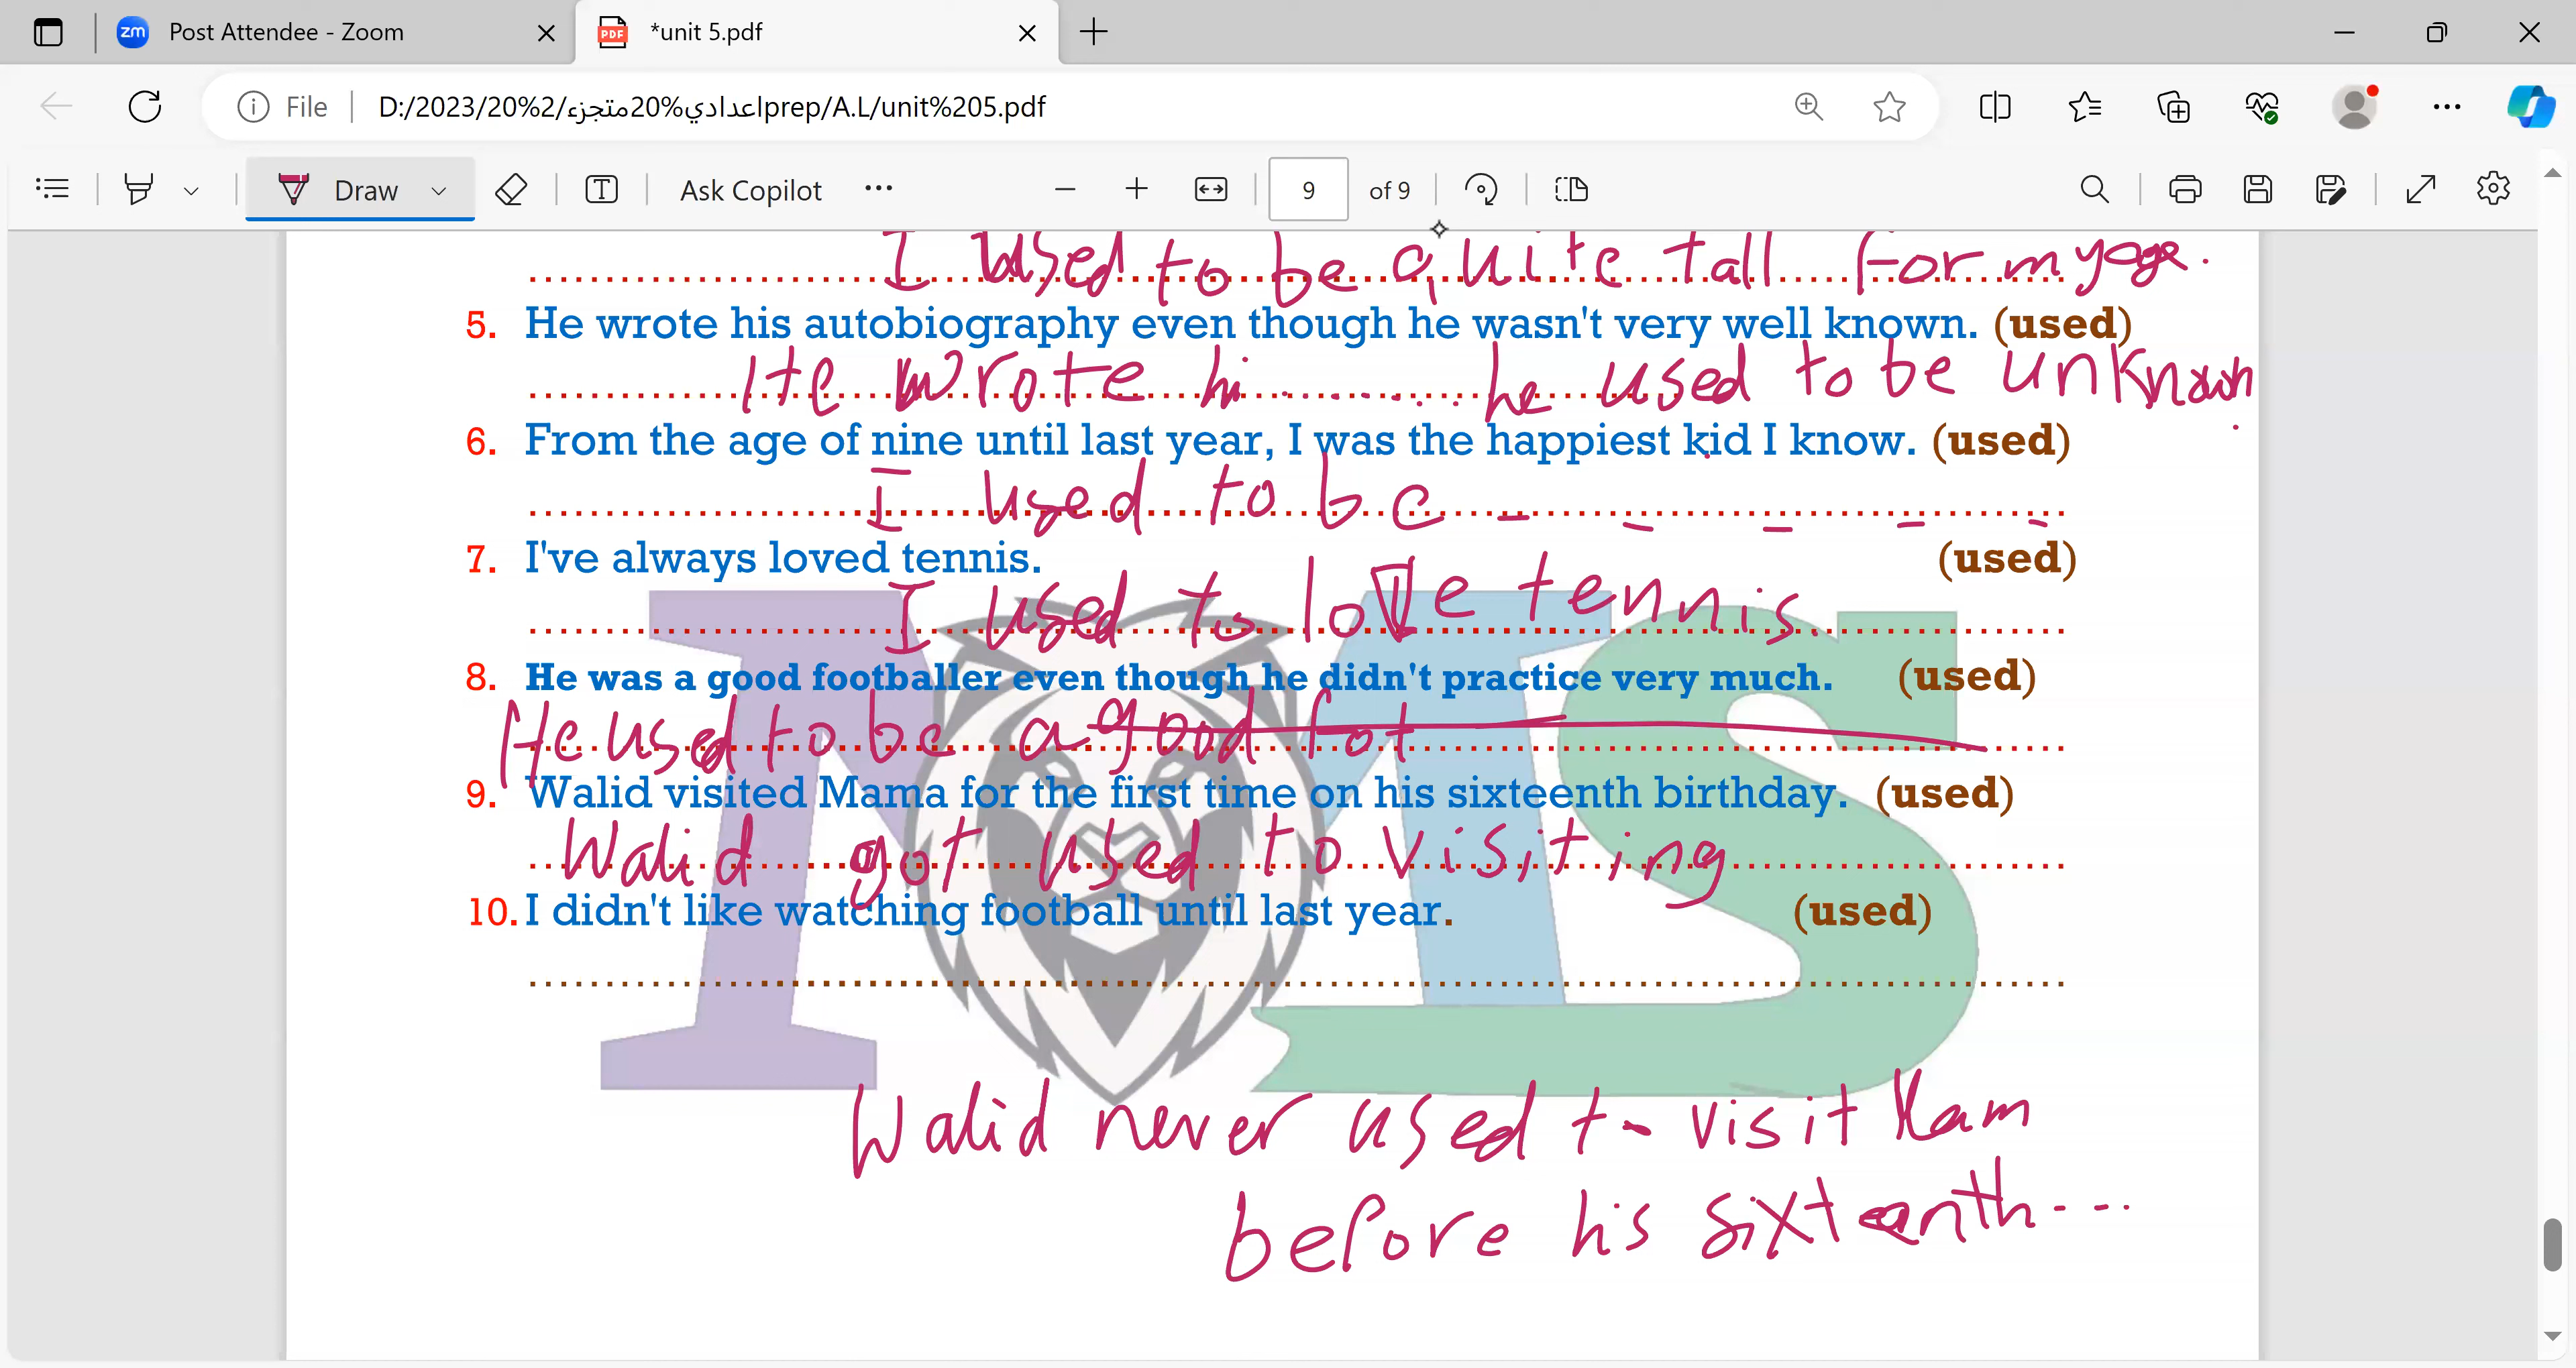 Post Attendee - Zoom
*unit 5.pdf
File
D:/2023/20%2/اعدادي%20متجزء/prep/A.L/unit%205.pdf
Draw
Ask Copilot
9 of 9
I used to be quite tall for my age.
5. He wrote his autobiography even though he wasn't very well known. (used)
He wrote hi......... he used to be unknown.
6. From the age of nine until last year, I was the happiest kid I know. (used)
I used to be - - - - -
7. I've always loved tennis. (used)
I used to love tennis.
8. He was a good footballer even though he didn't practice very much. (used)
He used to be a good fot
9. Walid visited Mama for the first time on his sixteenth birthday. (used)
Walid got used to visiting
10. I didn't like watching football until last year. (used)
Walid never used to visit
before his sixteenth ...